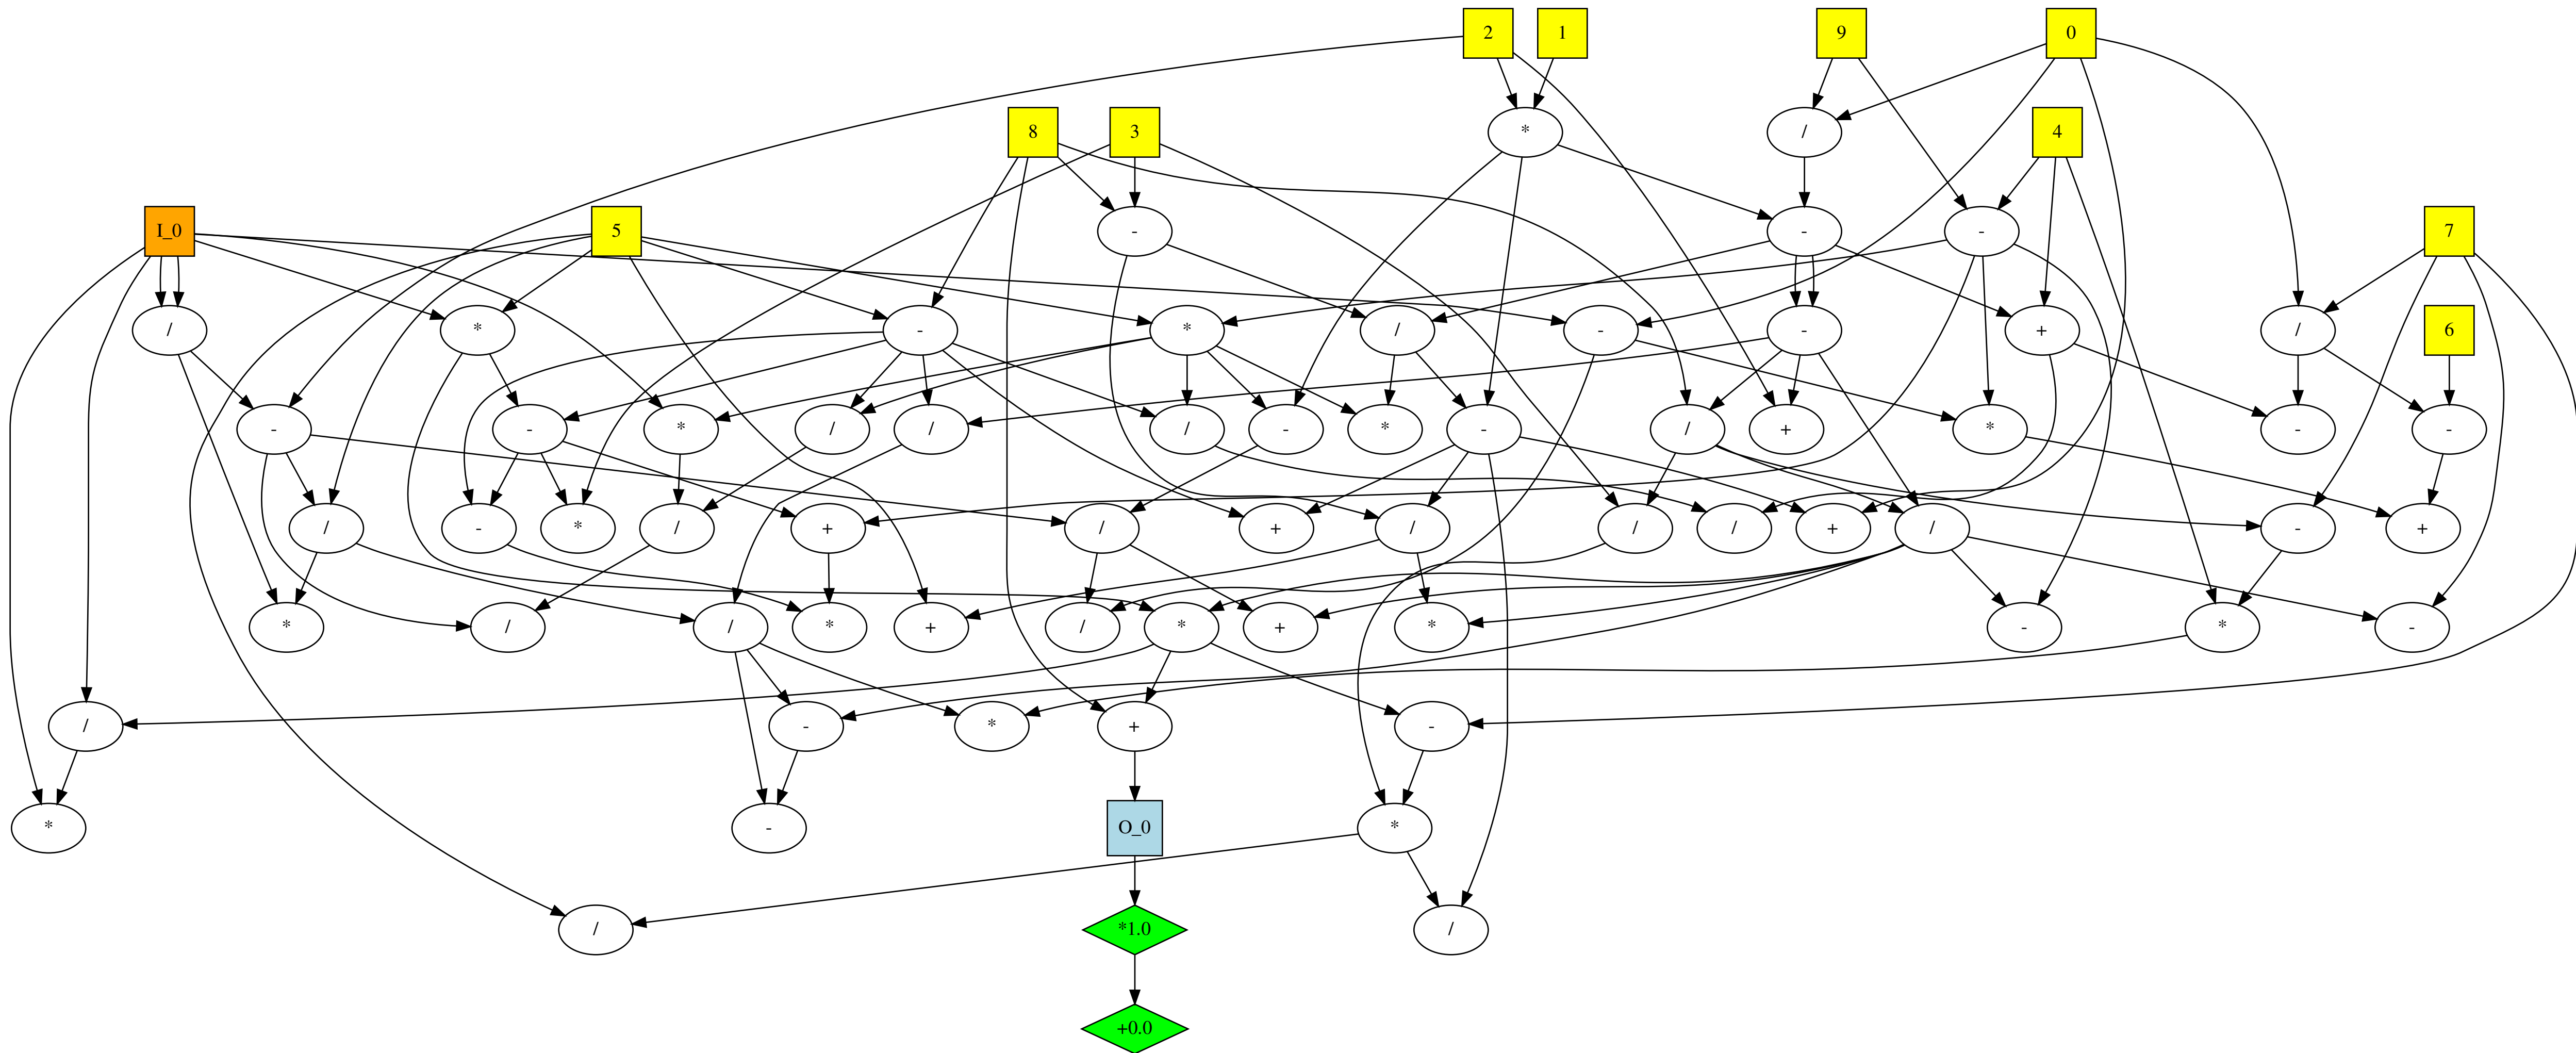 2 1 9 0
8 3 * / 4
I_0 5 - - - 7
/ * - * / - - + / 6
- - * / / / - * - / + * - -
/ - * / + / + / / / + / - +
* / / * + / * + * - * -
/ - * + -
* - O_0 *
/ *1.0 /
+0.0